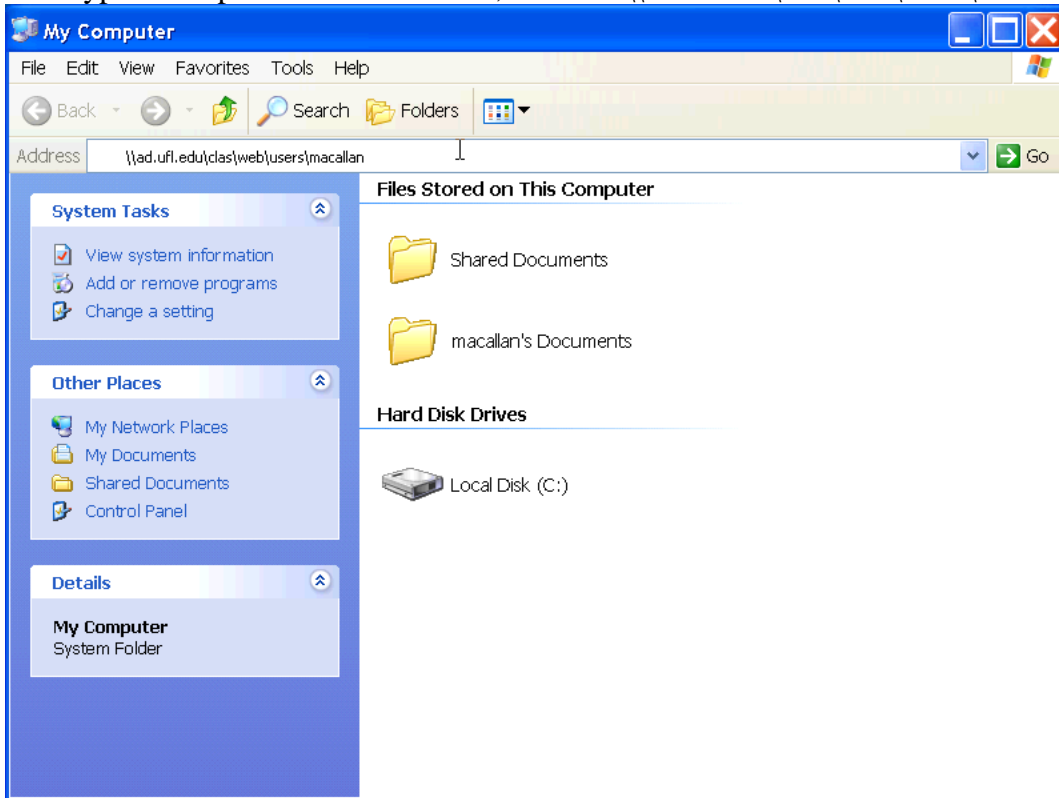 My Computer
File Edit View Favorites Tools Help
Back Search Folders
Address \\ad.ufl.edu\clas\web\users\macallan Go
System Tasks
View system information
Add or remove programs
Change a setting
Other Places
My Network Places
My Documents
Shared Documents
Control Panel
Details
My Computer
System Folder
Files Stored on This Computer
Shared Documents
macallan's Documents
Hard Disk Drives
Local Disk (C:)